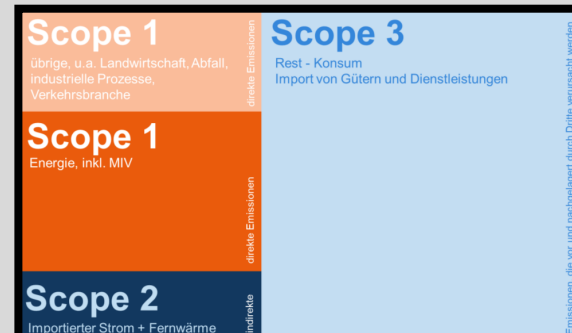 Scope 1
übrige, u.a. Landwirtschaft, Abfall,
industrielle Prozesse,
Verkehrsbranche
direkte Emissionen
Scope 1
Energie, inkl. MIV
direkte Emissionen
Scope 2
Importierter Strom + Fernwärme
indirekte
Scope 3
Rest - Konsum
Import von Gütern und Dienstleistungen
Emissionen, die vor und nachgelagert durch Dritte verursacht werden